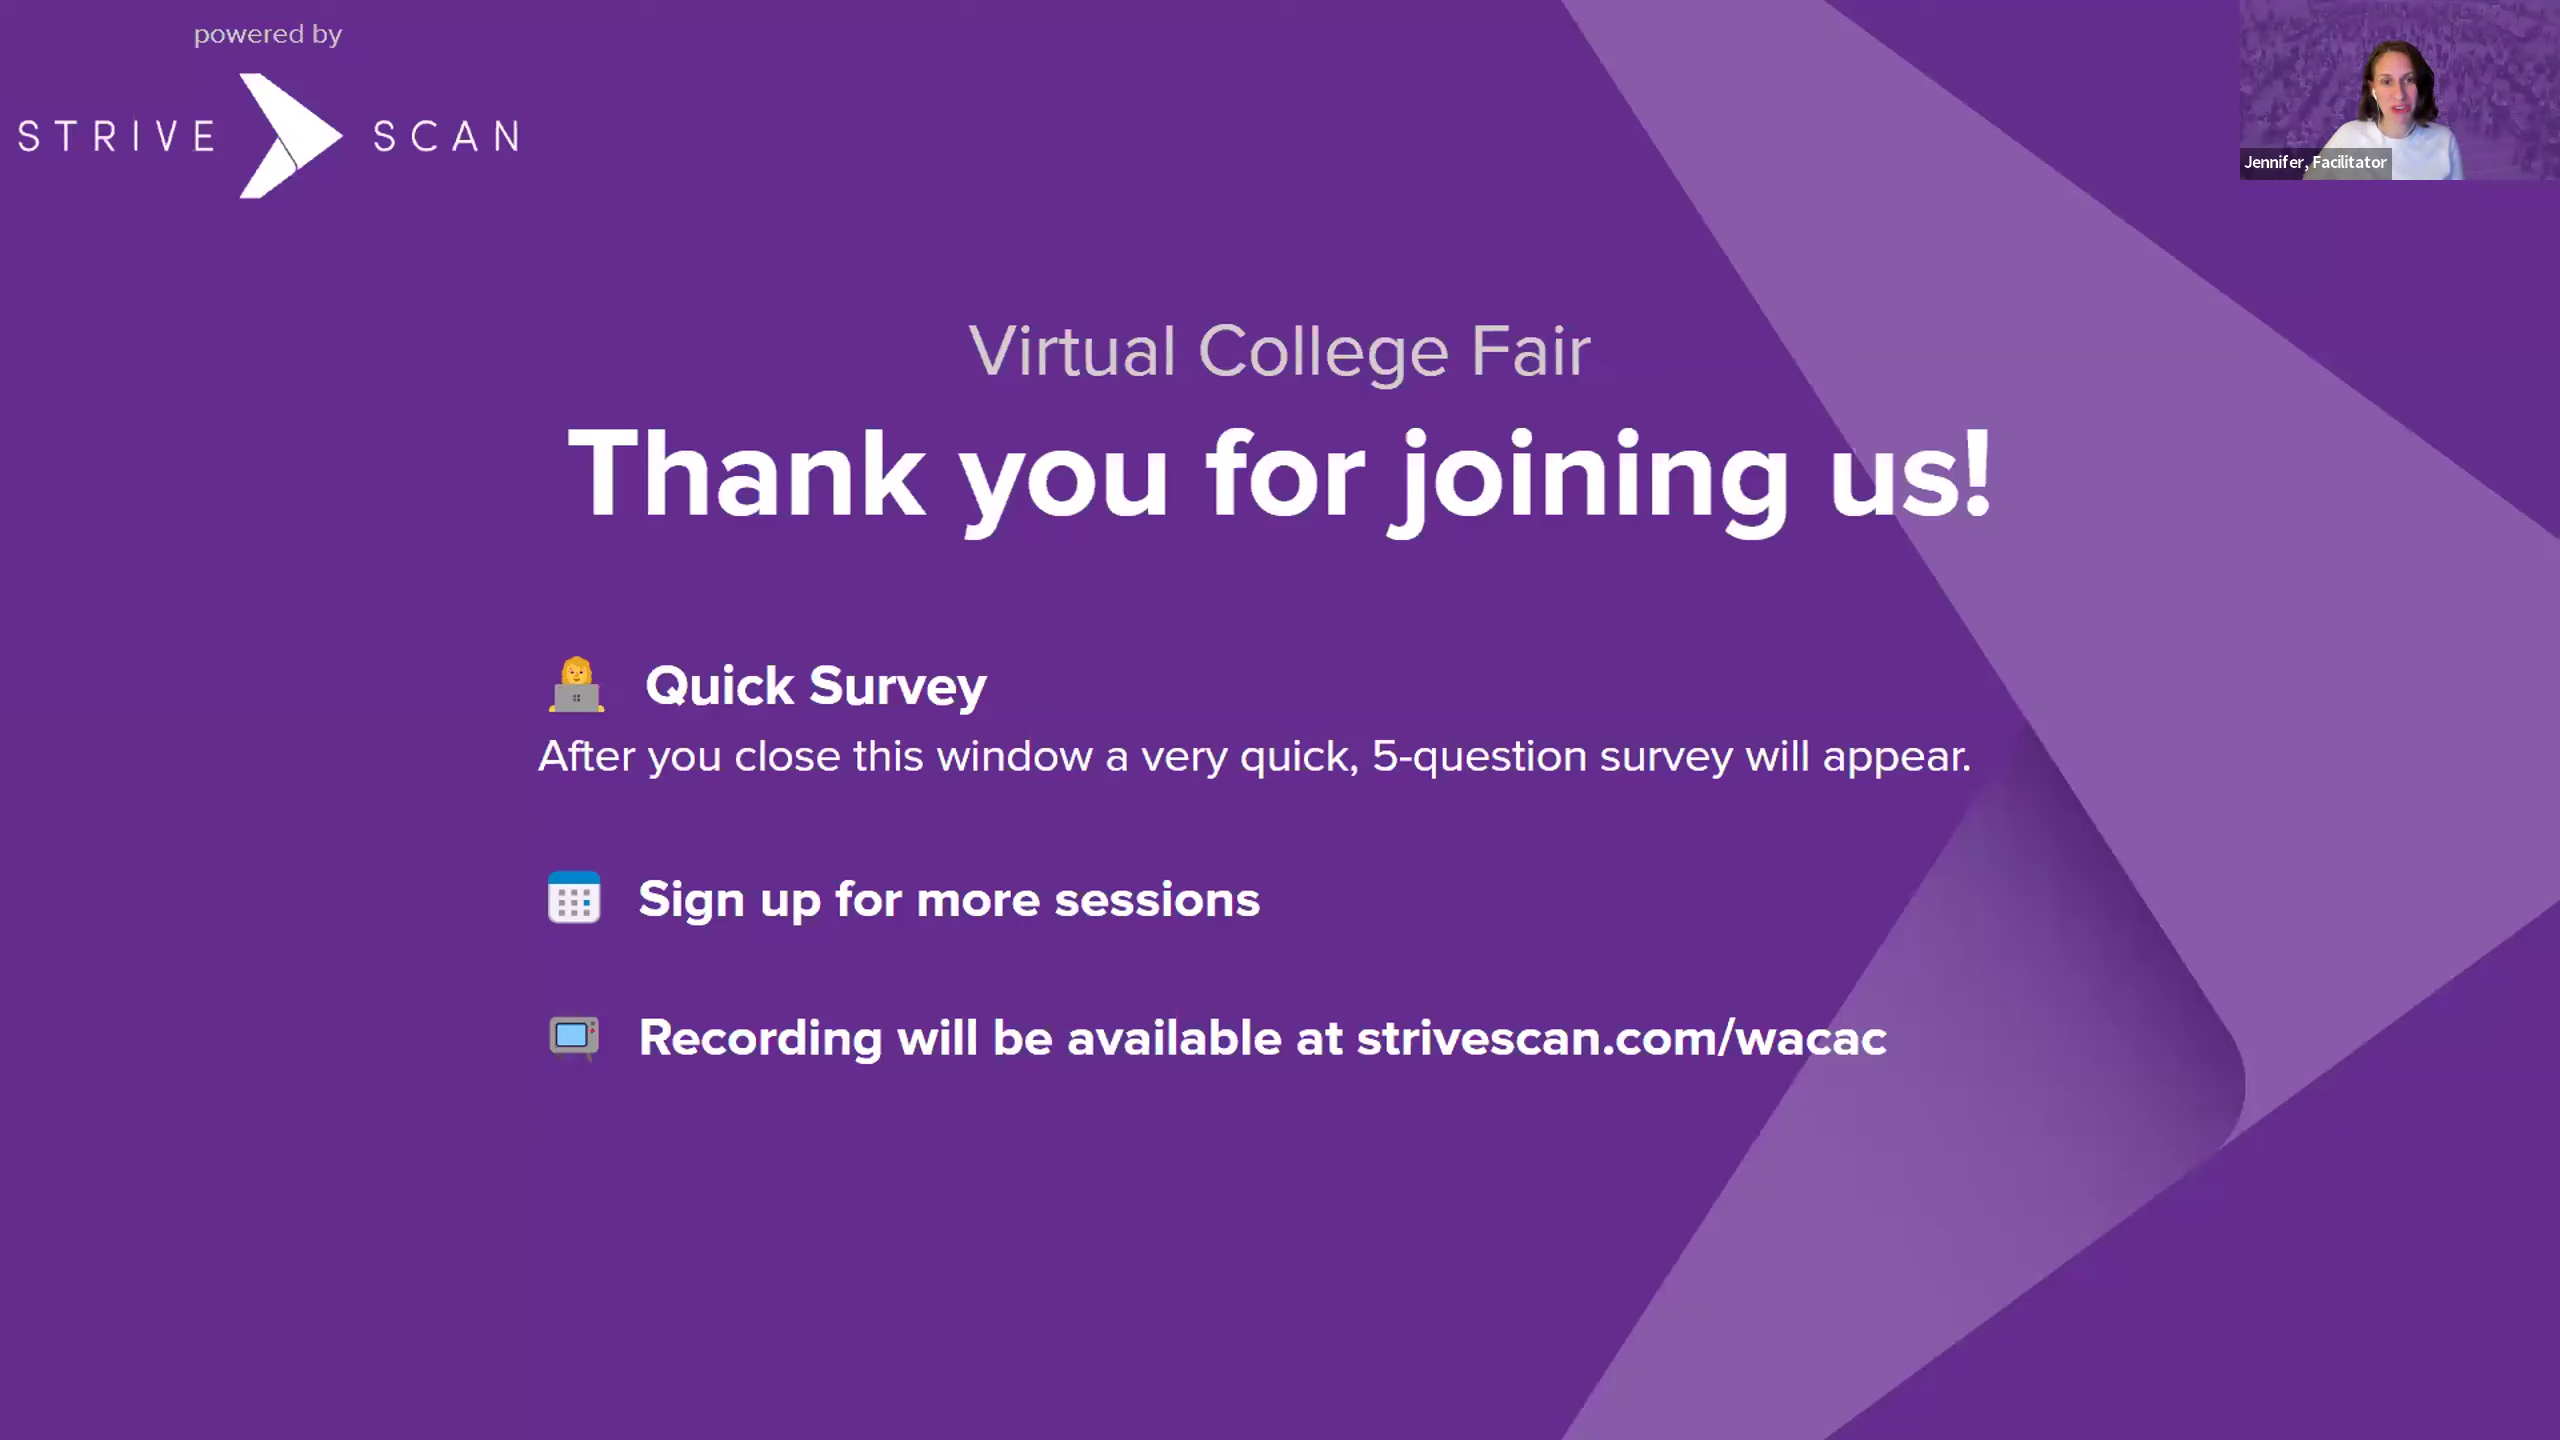 powered by
STRIVE SCAN
Jennifer, Facilitator
Virtual College Fair
Thank you for joining us!
Quick Survey
After you close this window a very quick, 5-question survey will appear.
Sign up for more sessions
Recording will be available at strivescan.com/wacac